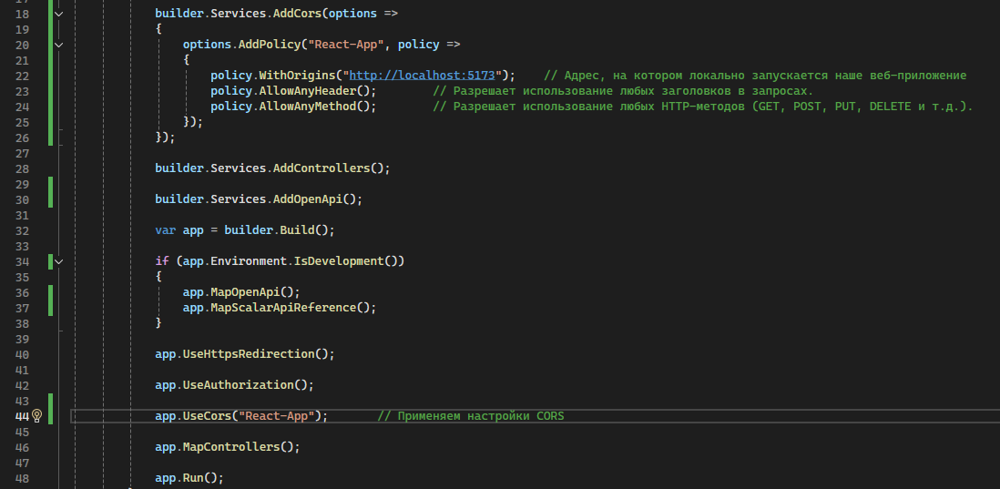 18 builder.Services.AddCors(options =>
19 {
20 options.AddPolicy("React-App", policy =>
21 {
22 policy.WithOrigins("http://localhost:5173"); // Адрес, на котором локально запускается наше веб-приложение
23 policy.AllowAnyHeader(); // Разрешает использование любых заголовков в запросах.
24 policy.AllowAnyMethod(); // Разрешает использование любых HTTP-методов (GET, POST, PUT, DELETE и т.д.).
25 });
26 });
27
28 builder.Services.AddControllers();
29
30 builder.Services.AddOpenApi();
31
32 var app = builder.Build();
33
34 if (app.Environment.IsDevelopment())
35 {
36 app.MapOpenApi();
37 app.MapScalarApiReference();
38 }
39
40 app.UseHttpsRedirection();
41
42 app.UseAuthorization();
43
44 app.UseCors("React-App"); // Применяем настройки CORS
45
46 app.MapControllers();
47
48 app.Run();